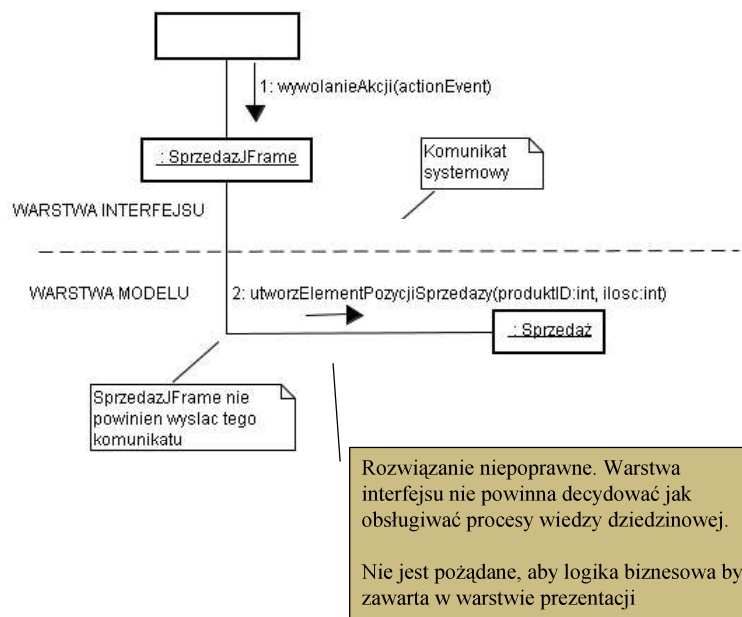 1: wywolanieAkcji(actionEvent)
: SprzedazJFrame
Komunikat
systemowy
WARSTWA INTERFEJSU
WARSTWA MODELU
2: utworzElementPozycjiSprzedazy(produktID:int, ilosc:int)
: Sprzedaż
SprzedazJFrame nie
powinien wyslac tego
komunikatu
Rozwiązanie niepoprawne. Warstwa
interfejsu nie powinna decydować jak
obsługiwać procesy wiedzy dziedzinowej.
Nie jest pożądane, aby logika biznesowa by
zawarta w warstwie prezentacji